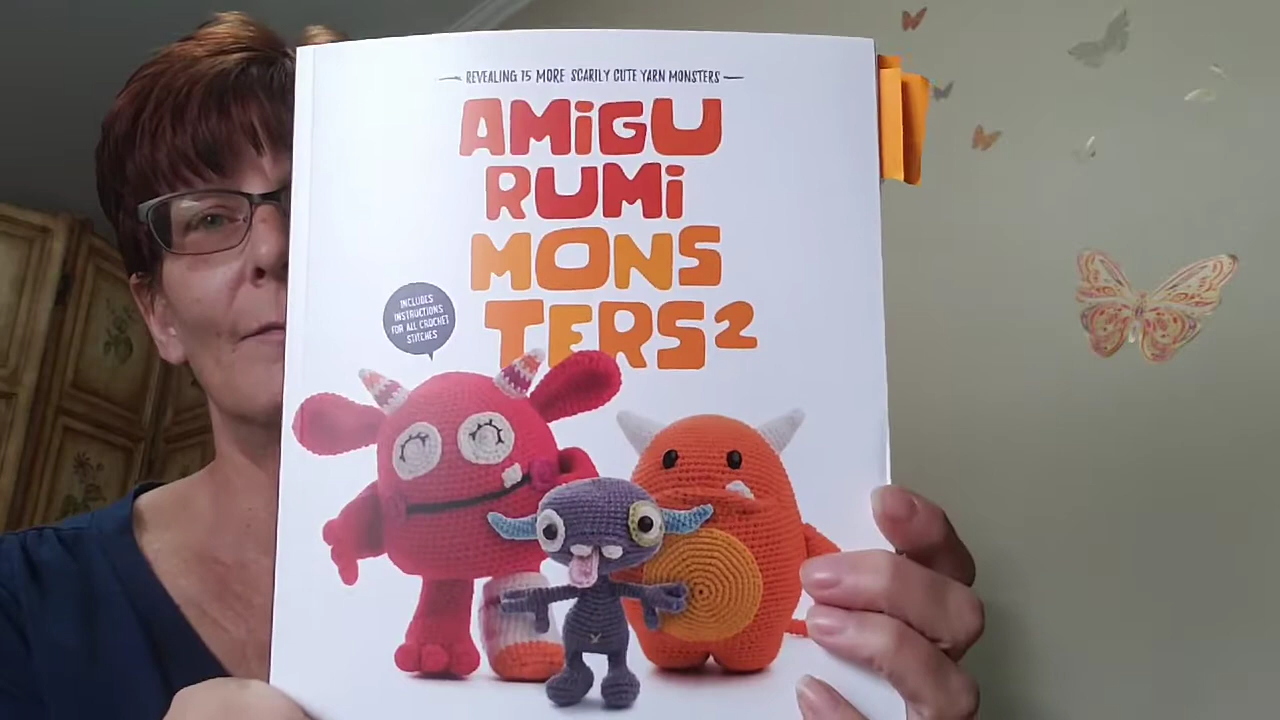 REVEALING 15 MORE SCARILY CUTE YARN MONSTERS
AMIGU
RUMI
MONS
TERS2
INCLUDES
INSTRUCTIONS
FOR ALL CROCHET
STITCHES